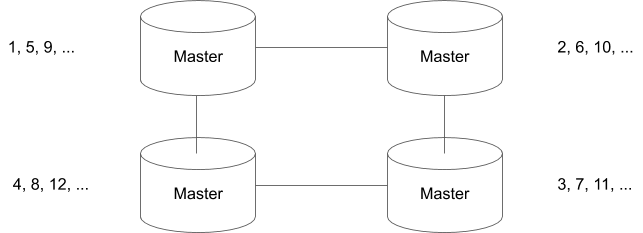 1, 5, 9, ...
Master
Master
2, 6, 10, ...
4, 8, 12, ...
Master
Master
3, 7, 11, ...